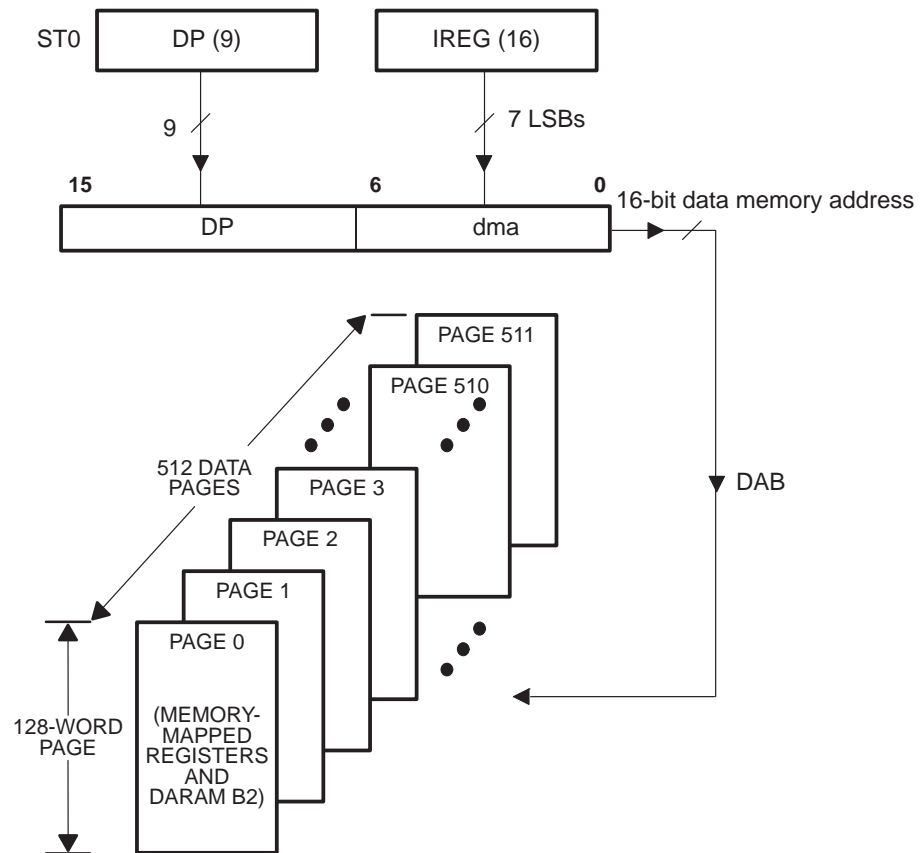 ST0
DP (9)
IREG (16)
9
7 LSBs
15
6
0
DP
dma
16-bit data memory address
PAGE 511
PAGE 510
512 DATA
PAGES
PAGE 3
DAB
PAGE 2
PAGE 1
PAGE 0
128-WORD
PAGE
(MEMORY-
MAPPED
REGISTERS
AND
DARAM B2)